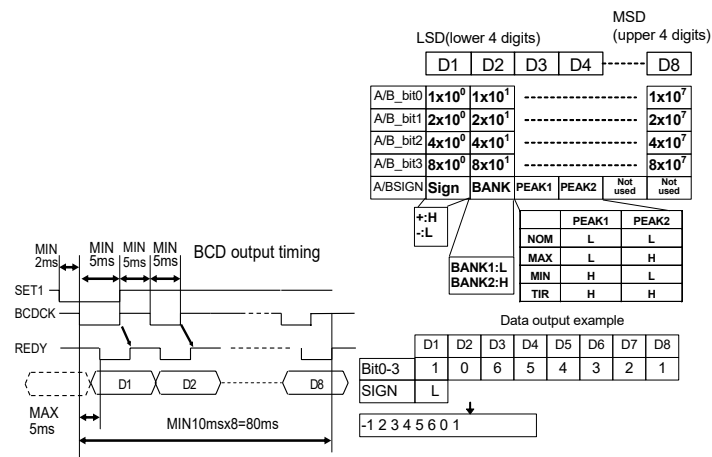 MSD
LSD(lower 4 digits) (upper 4 digits)
D1 D2 D3 D4 D8
A/B_bit0 1x10⁰ 1x10¹ 1x10⁷
A/B_bit1 2x10⁰ 2x10¹ 2x10⁷
A/B_bit2 4x10⁰ 4x10¹ 4x10⁷
A/B_bit3 8x10⁰ 8x10¹ 8x10⁷
A/BSIGN Sign BANK PEAK1 PEAK2 Not used Not used
+:H
-:L
BANK1:L
BANK2:H
PEAK1 PEAK2
NOM L L
MAX L H
MIN H L
TIR H H
BCD output timing
MIN 2ms MIN 5ms MIN 5ms MIN 5ms
SET1
BCDCK
REDY
D1 D2 D8
MAX 5ms
MIN10msx8=80ms
Data output example
D1 D2 D3 D4 D5 D6 D7 D8
Bit0-3 1 0 6 5 4 3 2 1
SIGN L
-1 2 3 4 5 6 0 1